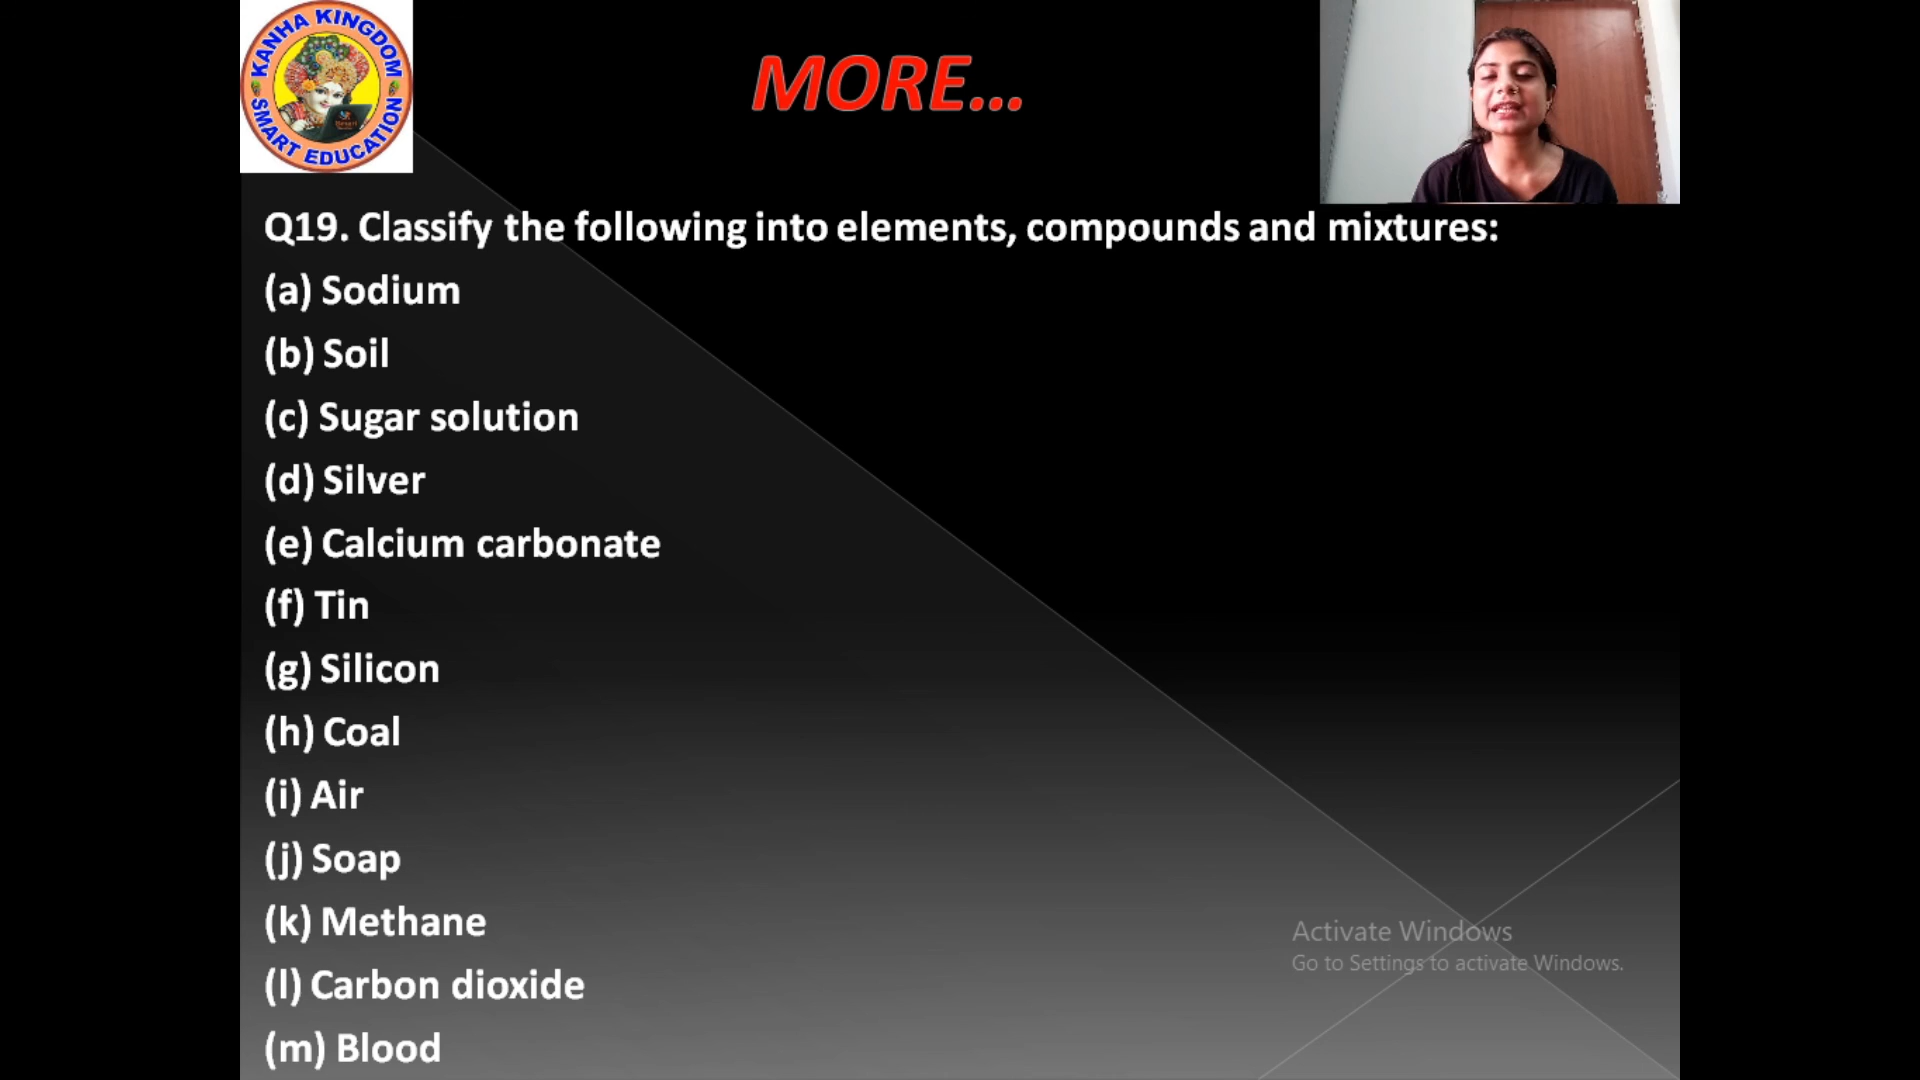 KANHA KINGDOM
SMART EDUCATION
MORE...
Q19. Classify the following into elements, compounds and mixtures:
(a) Sodium
(b) Soil
(c) Sugar solution
(d) Silver
(e) Calcium carbonate
(f) Tin
(g) Silicon
(h) Coal
(i) Air
(j) Soap
(k) Methane
(l) Carbon dioxide
(m) Blood
Activate Windows
Go to Settings to activate Windows.